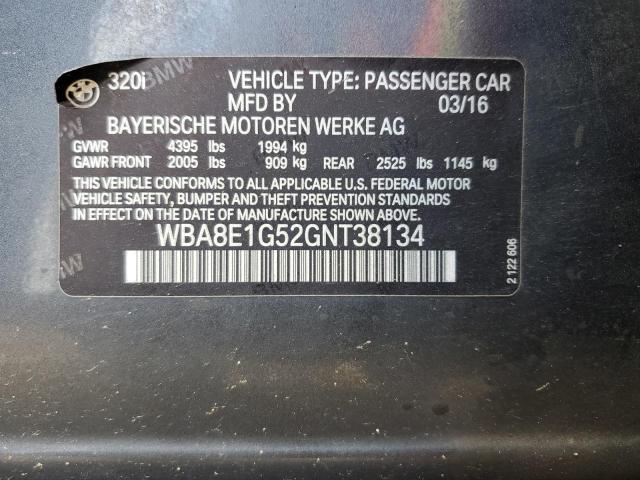 320i VEHICLE TYPE: PASSENGER CAR
MFD BY 03/16
BAYERISCHE MOTOREN WERKE AG
GVWR 4395 lbs 1994 kg
GAWR FRONT 2005 lbs 909 kg REAR 2525 lbs 1145 kg
THIS VEHICLE CONFORMS TO ALL APPLICABLE U.S. FEDERAL MOTOR
VEHICLE SAFETY, BUMPER AND THEFT PREVENTION STANDARDS
IN EFFECT ON THE DATE OF MANUFACTURE SHOWN ABOVE.
WBA8E1G52GNT38134
2 122 606